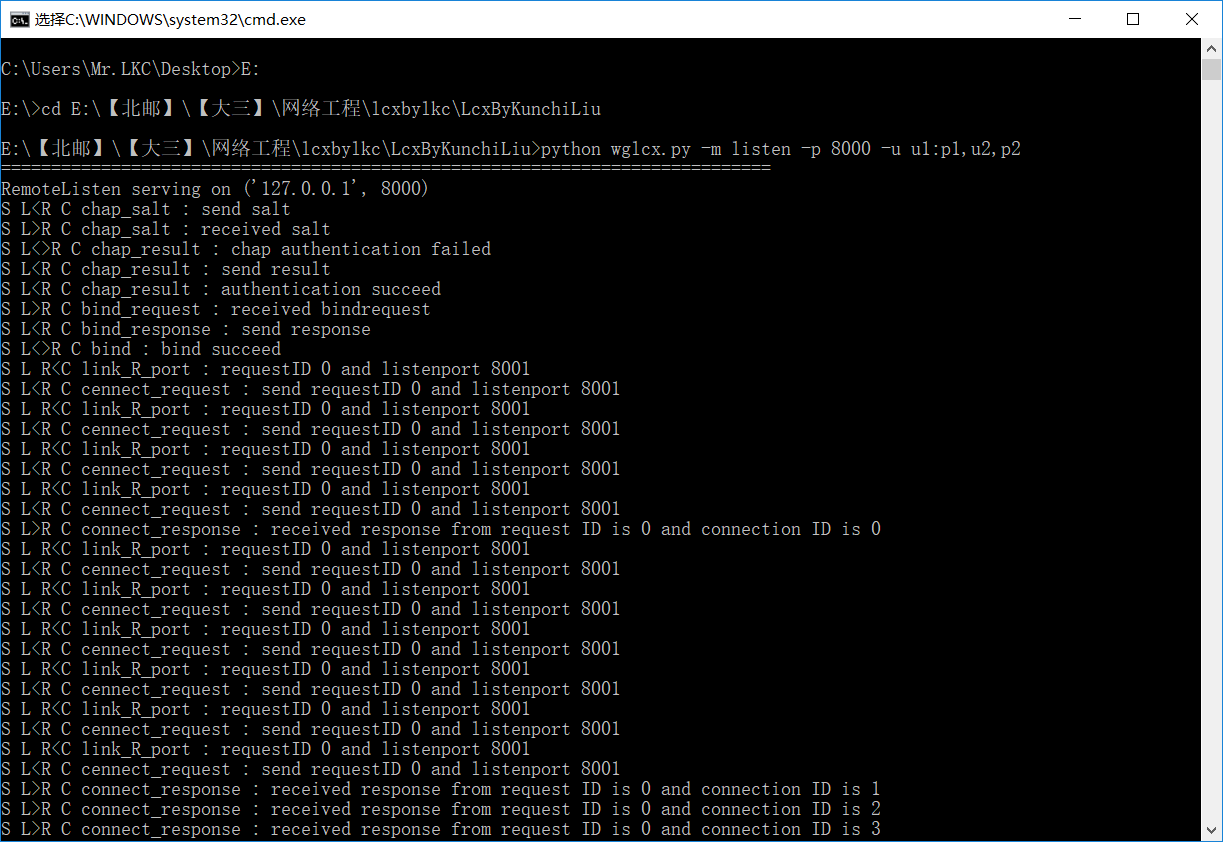 选择C:\WINDOWS\system32\cmd.exe
C:\Users\Mr.LKC\Desktop>E:
E:\>cd E:\【北邮】\【大三】\网络工程\lcxbylkc\LcxByKunchiLiu
E:\【北邮】\【大三】\网络工程\lcxbylkc\LcxByKunchiLiu>python wglcx.py -m listen -p 8000 -u u1:p1,u2,p2
=============================================================================
RemoteListen serving on ('127.0.0.1', 8000)
S L<R C chap_salt : send salt
S L>R C chap_salt : received salt
S L<>R C chap_result : chap authentication failed
S L<R C chap_result : send result
S L<R C chap_result : authentication succeed
S L>R C bind_request : received bindrequest
S L<R C bind_response : send response
S L<>R C bind : bind succeed
S L R<C link_R_port : requestID 0 and listenport 8001
S L<R C cennect_request : send requestID 0 and listenport 8001
S L R<C link_R_port : requestID 0 and listenport 8001
S L<R C cennect_request : send requestID 0 and listenport 8001
S L R<C link_R_port : requestID 0 and listenport 8001
S L<R C cennect_request : send requestID 0 and listenport 8001
S L R<C link_R_port : requestID 0 and listenport 8001
S L<R C cennect_request : send requestID 0 and listenport 8001
S L>R C connect_response : received response from request ID is 0 and connection ID is 0
S L R<C link_R_port : requestID 0 and listenport 8001
S L<R C cennect_request : send requestID 0 and listenport 8001
S L R<C link_R_port : requestID 0 and listenport 8001
S L<R C cennect_request : send requestID 0 and listenport 8001
S L R<C link_R_port : requestID 0 and listenport 8001
S L<R C cennect_request : send requestID 0 and listenport 8001
S L R<C link_R_port : requestID 0 and listenport 8001
S L<R C cennect_request : send requestID 0 and listenport 8001
S L R<C link_R_port : requestID 0 and listenport 8001
S L<R C cennect_request : send requestID 0 and listenport 8001
S L R<C link_R_port : requestID 0 and listenport 8001
S L<R C cennect_request : send requestID 0 and listenport 8001
S L>R C connect_response : received response from request ID is 0 and connection ID is 1
S L>R C connect_response : received response from request ID is 0 and connection ID is 2
S L>R C connect_response : received response from request ID is 0 and connection ID is 3